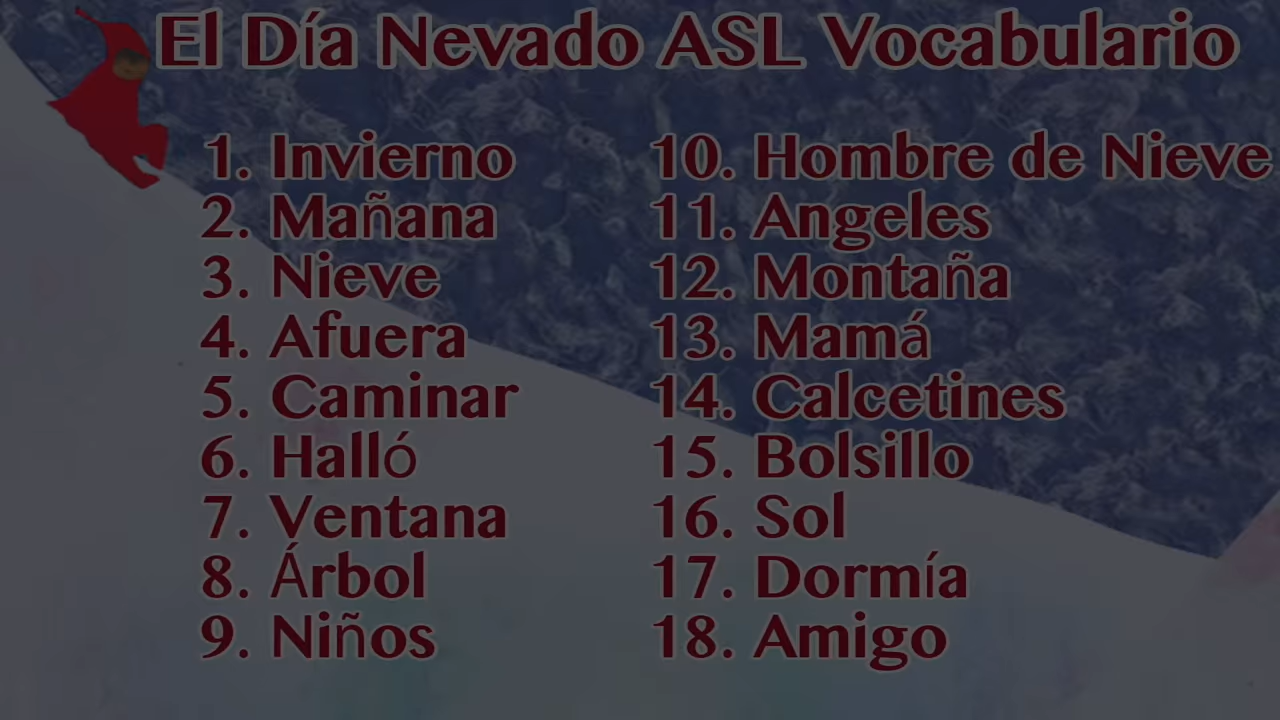 El Día Nevado ASL Vocabulario
1. Invierno
2. Mañana
3. Nieve
4. Afuera
5. Caminar
6. Halló
7. Ventana
8. Árbol
9. Niños
10. Hombre de Nieve
11. Angeles
12. Montaña
13. Mamá
14. Calcetines
15. Bolsillo
16. Sol
17. Dormía
18. Amigo